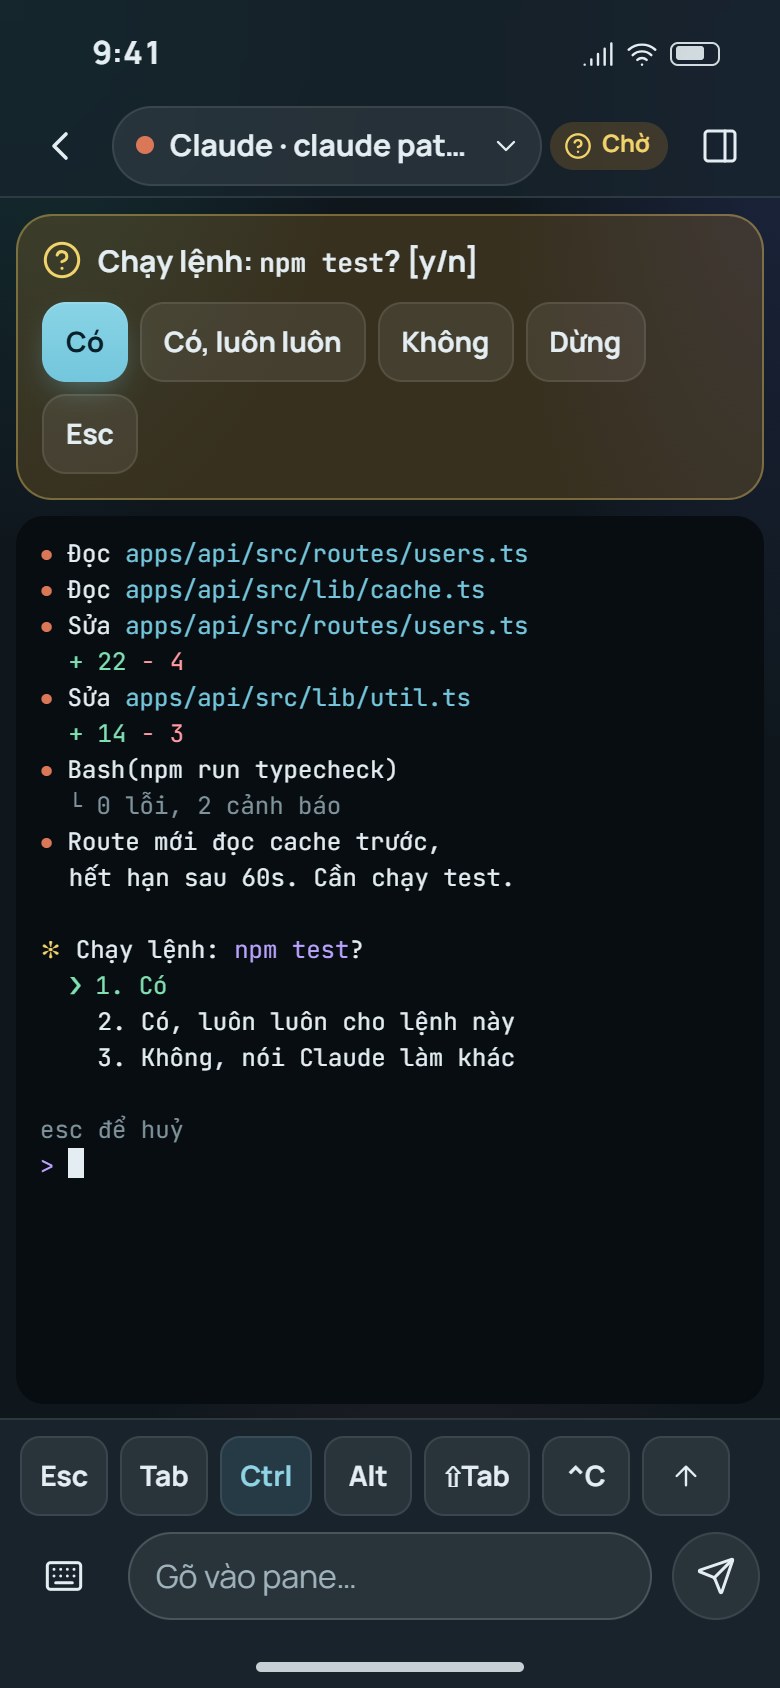 9:41
Claude · claude pat...
Chờ
Chạy lệnh: npm test? [y/n]
Có
Có, luôn luôn
Không
Dừng
Esc
• Đọc apps/api/src/routes/users.ts
• Đọc apps/api/src/lib/cache.ts
• Sửa apps/api/src/routes/users.ts
+ 22 - 4
• Sửa apps/api/src/lib/util.ts
+ 14 - 3
• Bash(npm run typecheck)
└ 0 lỗi, 2 cảnh báo
• Route mới đọc cache trước,
hết hạn sau 60s. Cần chạy test.
✻ Chạy lệnh: npm test?
❯ 1. Có
2. Có, luôn luôn cho lệnh này
3. Không, nói Claude làm khác
esc để huỷ
>
Esc
Tab
Ctrl
Alt
⇧Tab
^C
↑
Gõ vào pane...